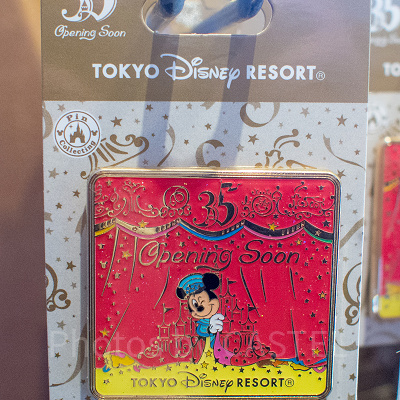 35
Opening Soon
TOKYO Disney RESORT®
Pin
Collecting
35
Opening Soon
TOKYO Disney RESORT®